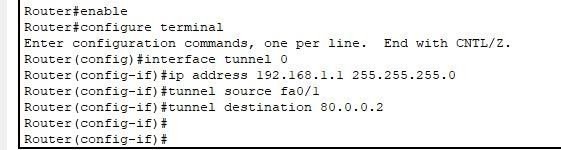 Router#enable
Router#configure terminal
Enter configuration commands, one per line.  End with CNTL/Z.
Router(config)#interface tunnel 0
Router(config-if)#ip address 192.168.1.1 255.255.255.0
Router(config-if)#tunnel source fa0/1
Router(config-if)#tunnel destination 80.0.0.2
Router(config-if)#
Router(config-if)#